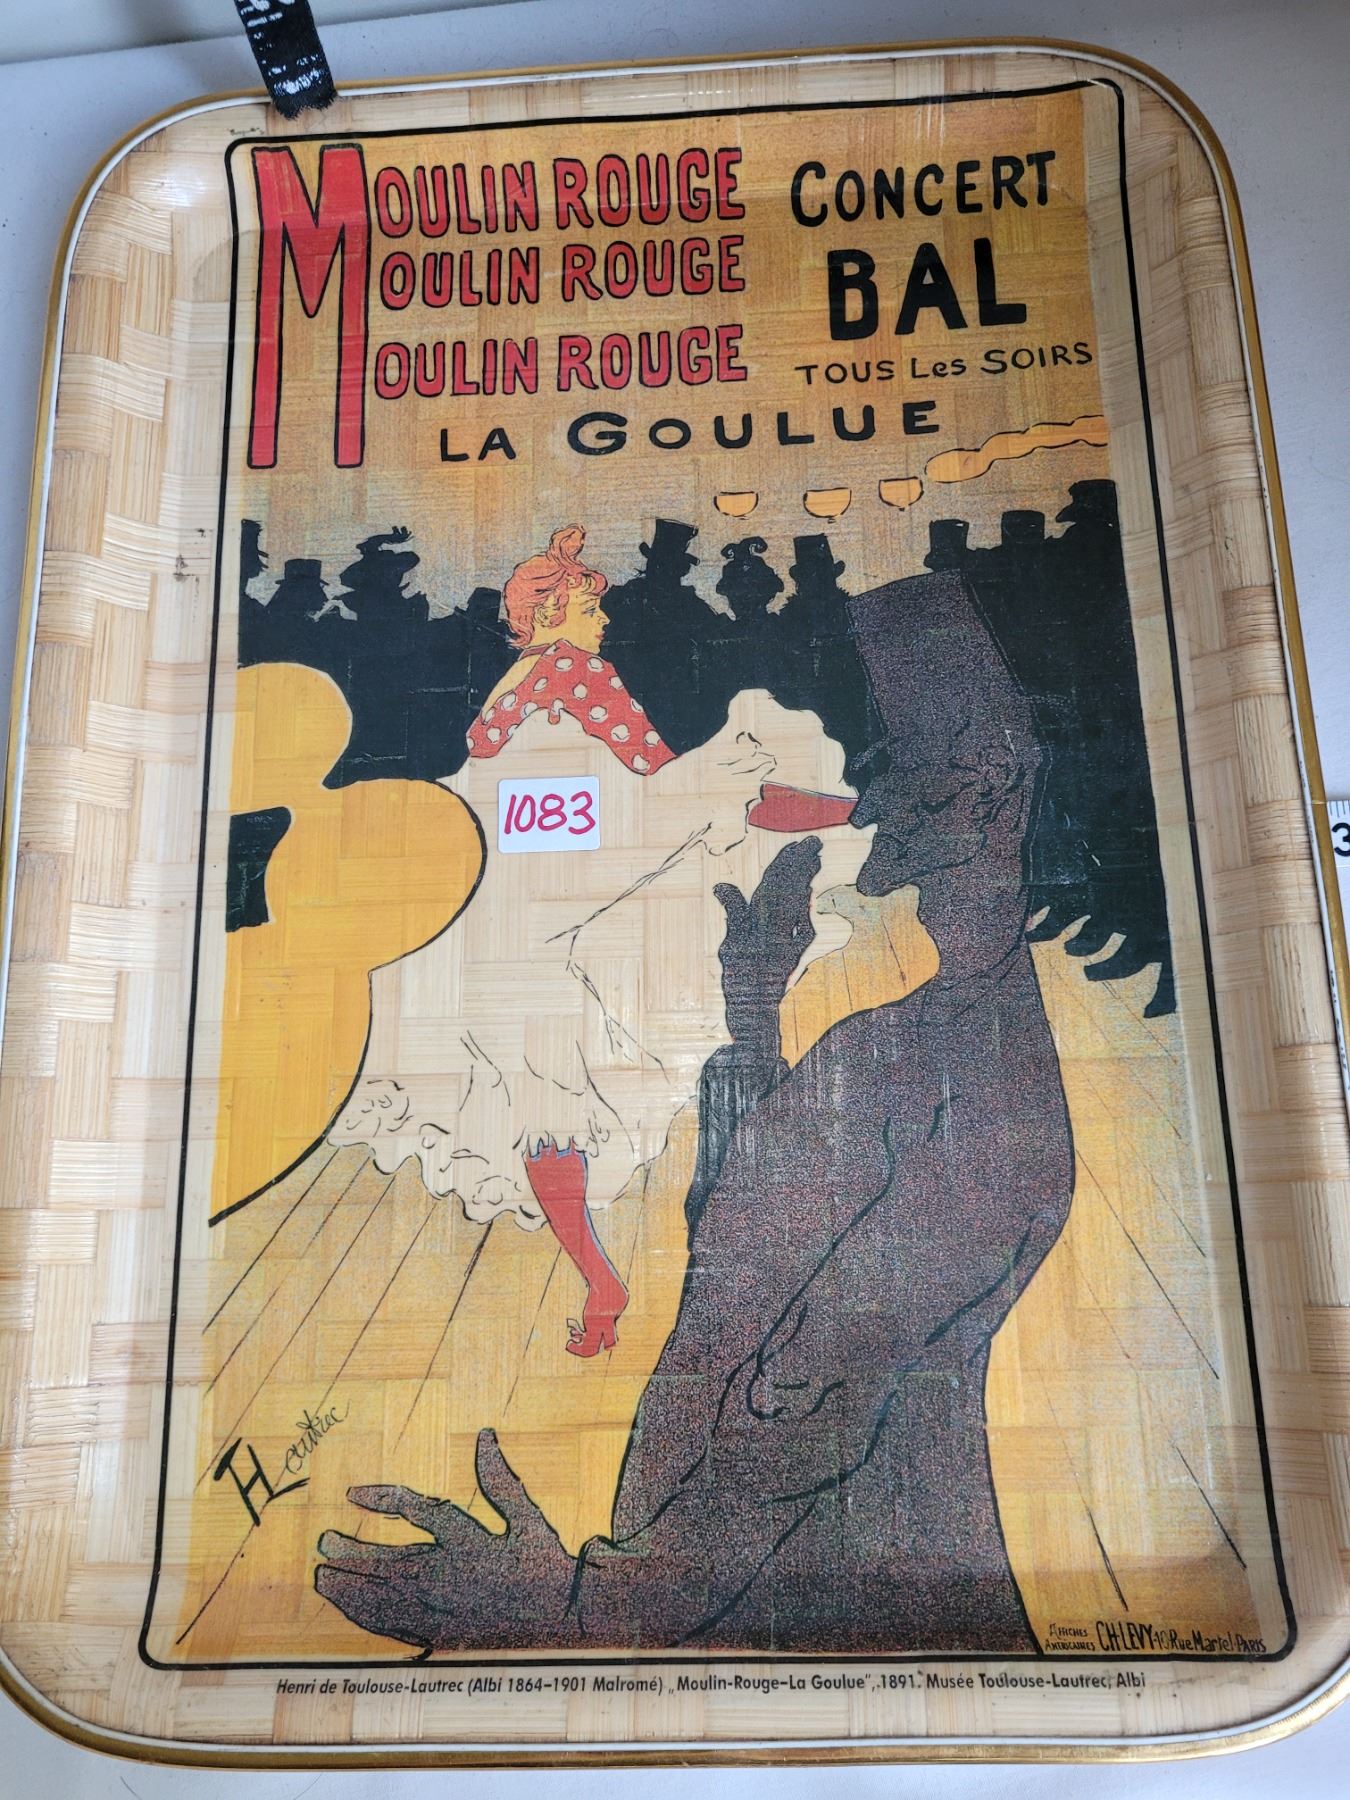 MOULIN ROUGE CONCERT
MOULIN ROUGE BAL
MOULIN ROUGE TOUS Les SOIRS
LA GOULUE
1083
3
HLautrec
AFFICHES AMERICAINES CH. LEVY 10 Rue Martel PARIS
Henri de Toulouse-Lautrec (Albi 1864–1901 Malromé) „Moulin-Rouge–La Goulue", 1891. Musée Toulouse-Lautrec, Albi